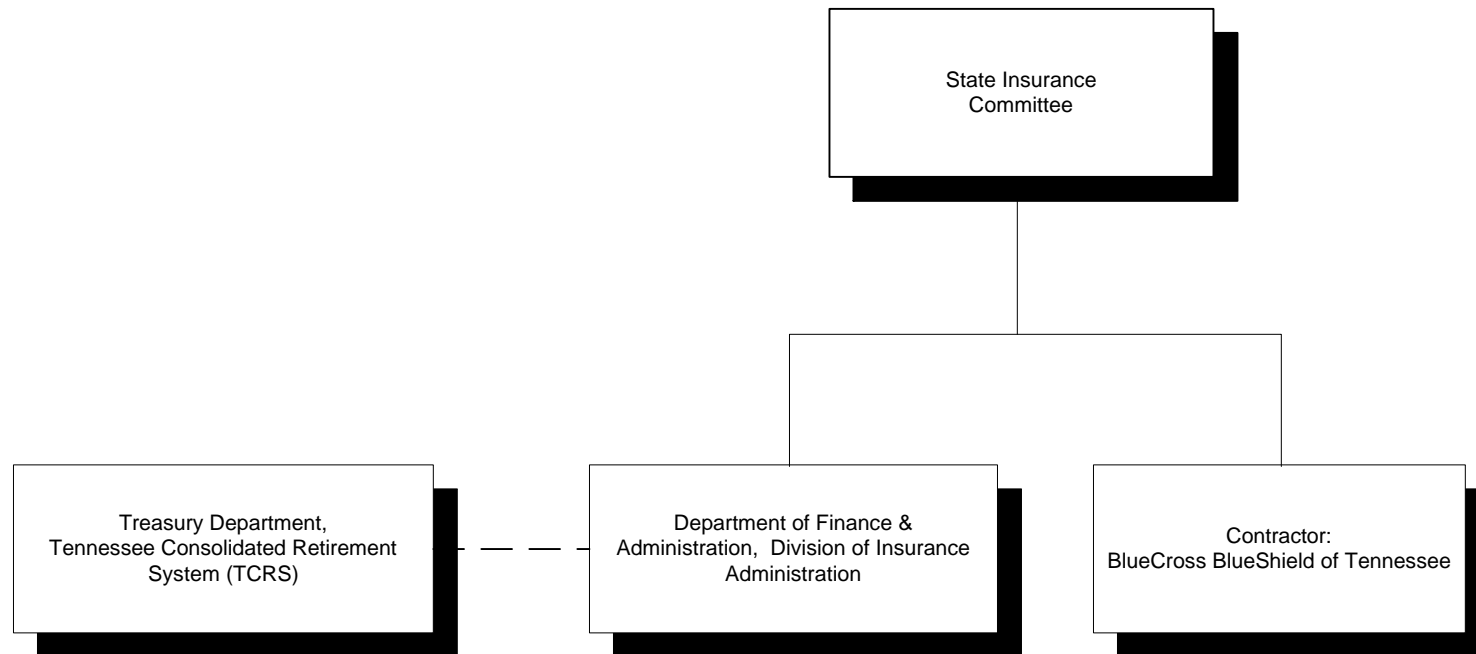 State Insurance
Committee
Treasury Department,
Tennessee Consolidated Retirement
System (TCRS)
Department of Finance &
Administration,  Division of Insurance
Administration
Contractor:
BlueCross BlueShield of Tennessee